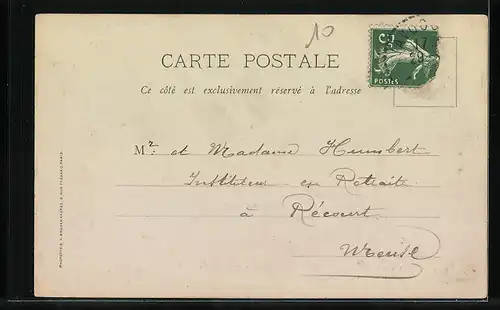 10
CARTE POSTALE
5c
POSTES
Ce côté est exclusivement réservé à l'adresse
Mr. et Madame Humbert
Instituteur en Retraite
à Récourt
Meuse